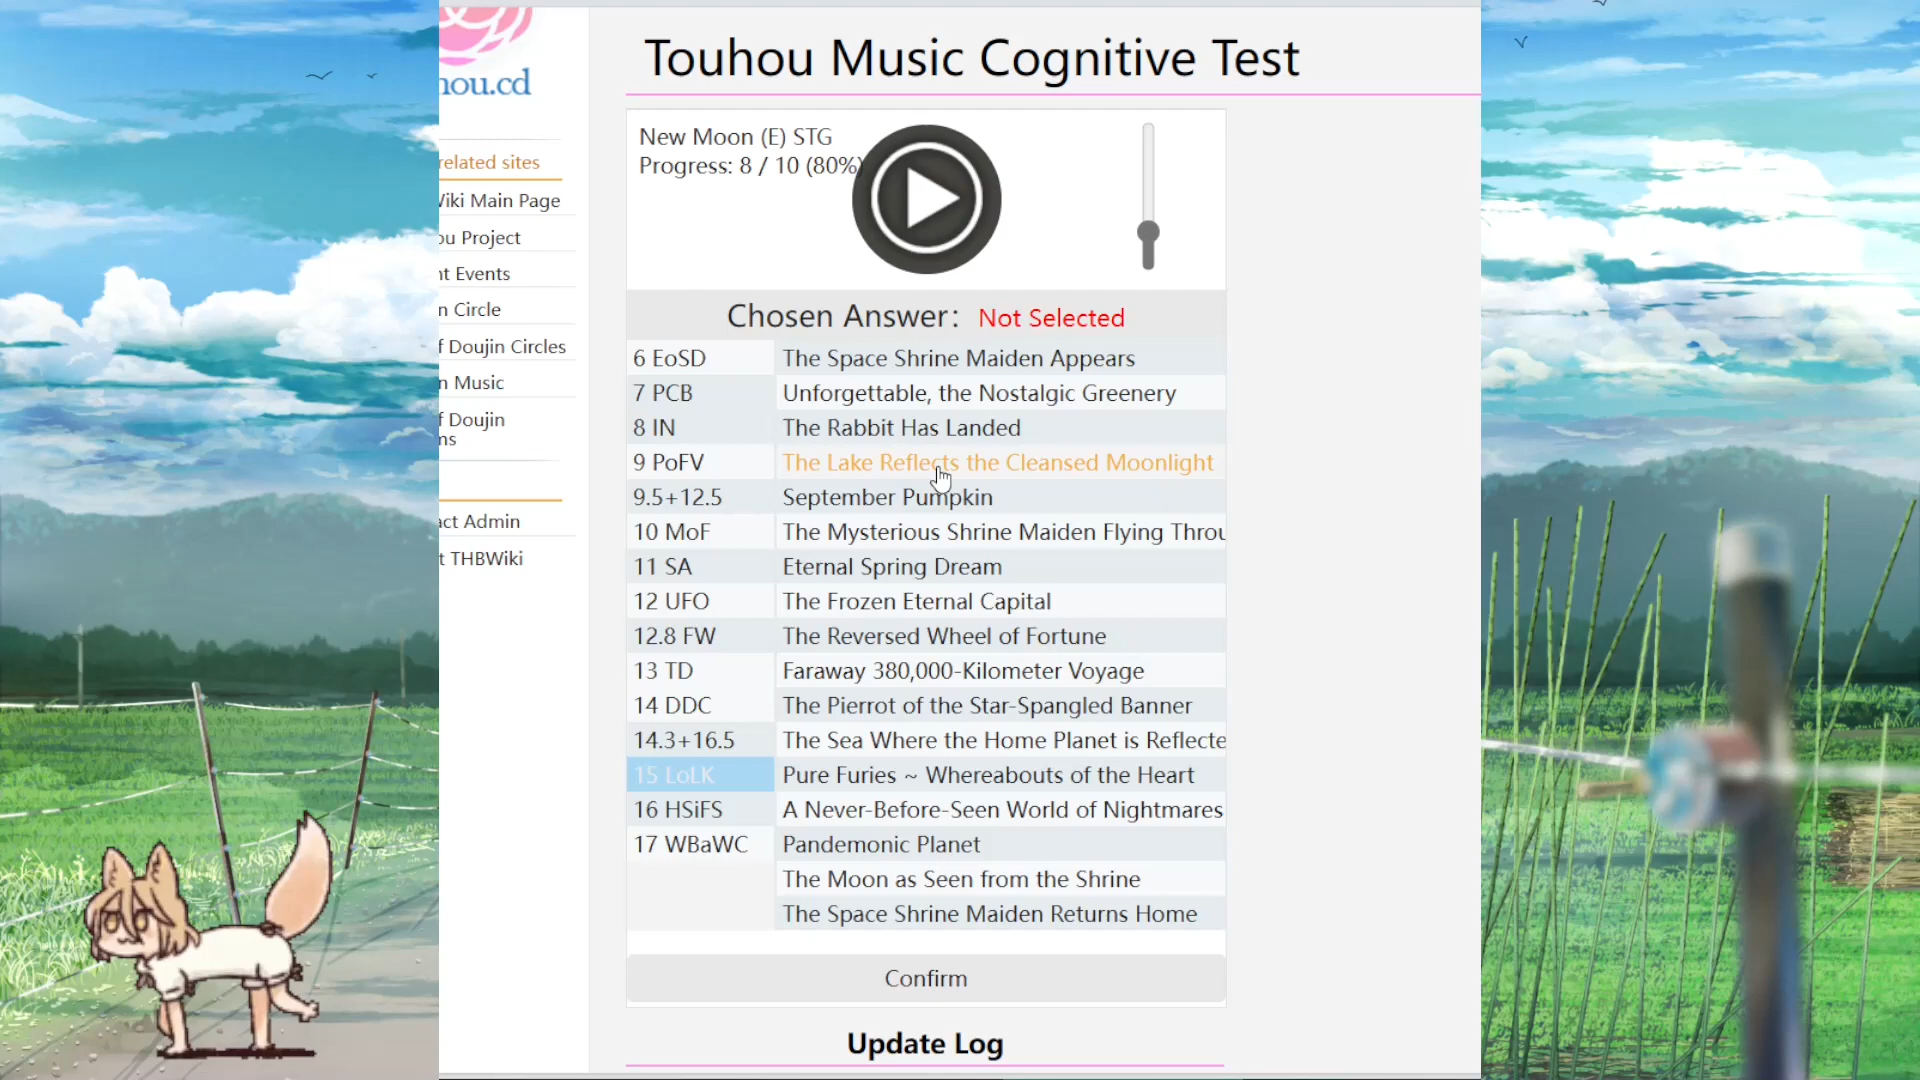 Touhou Music Cognitive Test
hou.cd
related sites
Viki Main Page
ou Project
nt Events
n Circle
f Doujin Circles
n Music
f Doujin
ms
act Admin
t THBWiki
New Moon (E) STG
Progress: 8 / 10 (80%)
Chosen Answer: Not Selected
6 EoSD The Space Shrine Maiden Appears
7 PCB Unforgettable, the Nostalgic Greenery
8 IN The Rabbit Has Landed
9 PoFV The Lake Reflects the Cleansed Moonlight
9.5+12.5 September Pumpkin
10 MoF The Mysterious Shrine Maiden Flying Throu
11 SA Eternal Spring Dream
12 UFO The Frozen Eternal Capital
12.8 FW The Reversed Wheel of Fortune
13 TD Faraway 380,000-Kilometer Voyage
14 DDC The Pierrot of the Star-Spangled Banner
14.3+16.5 The Sea Where the Home Planet is Reflecte
15 LoLK Pure Furies ~ Whereabouts of the Heart
16 HSiFS A Never-Before-Seen World of Nightmares
17 WBaWC Pandemonic Planet
The Moon as Seen from the Shrine
The Space Shrine Maiden Returns Home
Confirm
Update Log